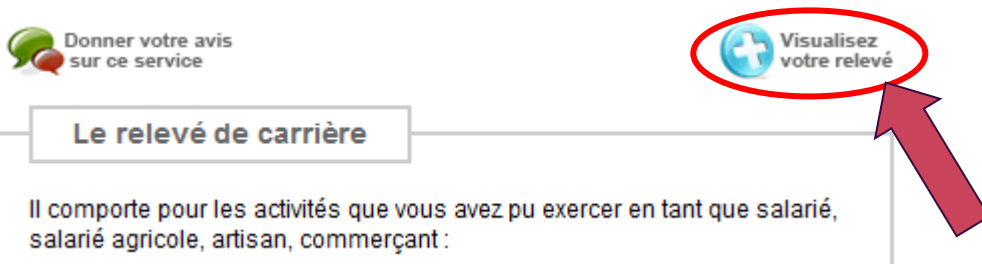 Donner votre avis
sur ce service
Visualisez
votre relevé
Le relevé de carrière
Il comporte pour les activités que vous avez pu exercer en tant que salarié,
salarié agricole, artisan, commerçant :